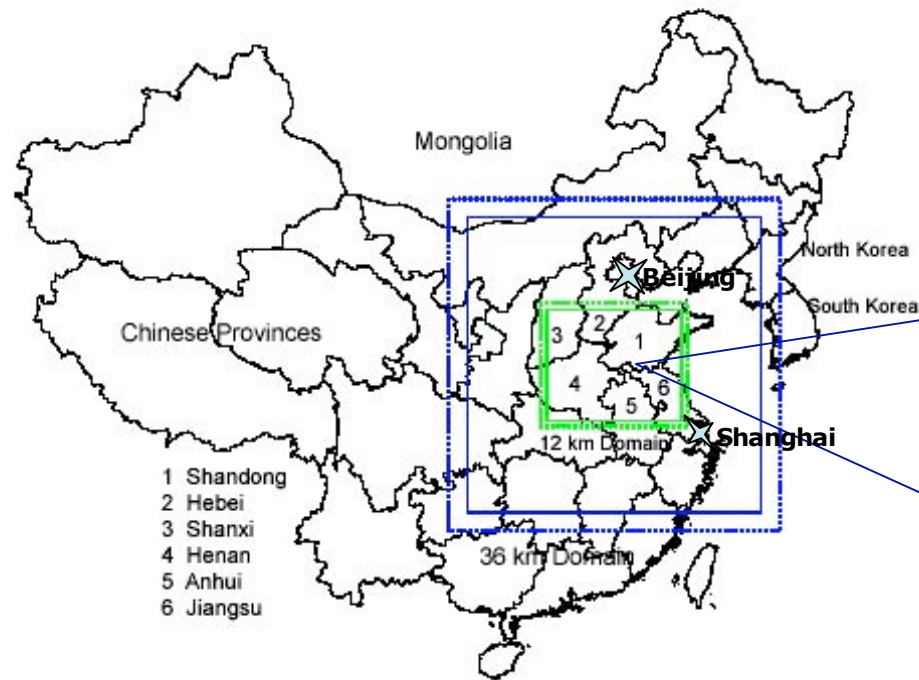 Mongolia
North Korea
Beijing
South Korea
Chinese Provinces
2
3
1
4
6
5
Shanghai
12 km Domain
1 Shandong
2 Hebei
3 Shanxi
4 Henan
5 Anhui
6 Jiangsu
36 km Domain